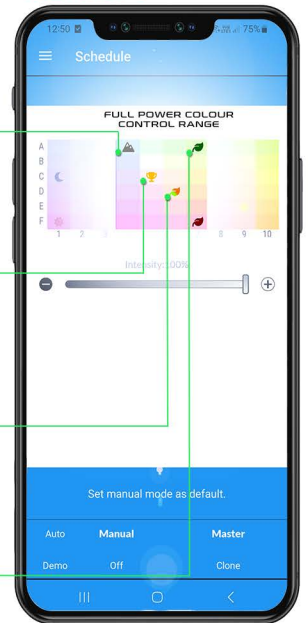 12:50
75%
Schedule
FULL POWER COLOUR
CONTROL RANGE
A
B
C
D
E
F
1 2 3 8 9 10
Intensity:100%
Set manual mode as default.
Auto Manual Master
Demo Off Clone